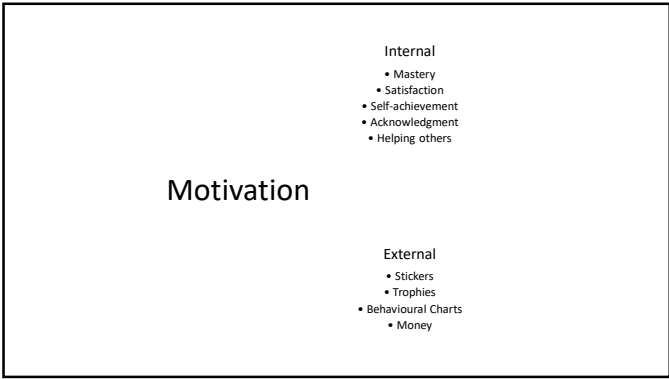 Motivation
Internal
• Mastery
• Satisfaction
• Self-achievement
• Acknowledgment
• Helping others
External
• Stickers
• Trophies
• Behavioural Charts
• Money